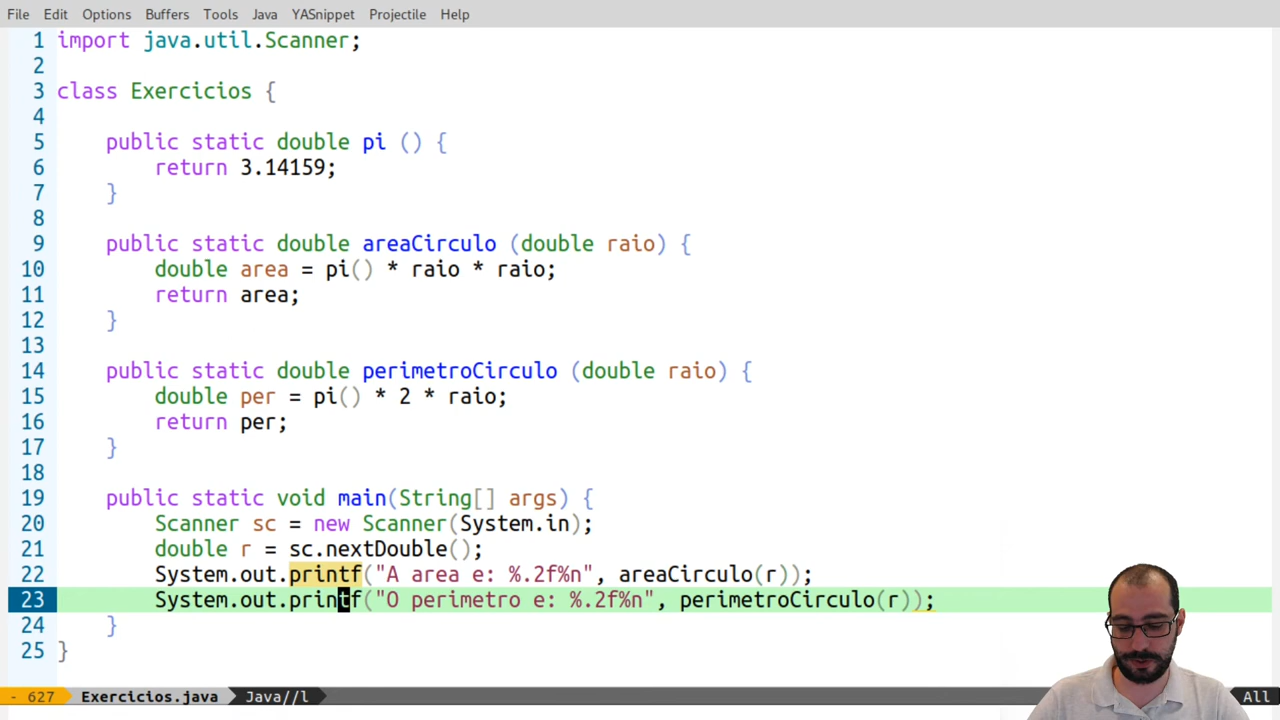 File Edit Options Buffers Tools Java YASnippet Projectile Help
1 import java.util.Scanner;
2
3 class Exercicios {
4
5 public static double pi () {
6 return 3.14159;
7 }
8
9 public static double areaCirculo (double raio) {
10 double area = pi() * raio * raio;
11 return area;
12 }
13
14 public static double perimetroCirculo (double raio) {
15 double per = pi() * 2 * raio;
16 return per;
17 }
18
19 public static void main(String[] args) {
20 Scanner sc = new Scanner(System.in);
21 double r = sc.nextDouble();
22 System.out.printf("A area e: %.2f%n", areaCirculo(r));
23 System.out.printf("O perimetro e: %.2f%n", perimetroCirculo(r));
24 }
25 }
- 627 Exercicios.java Java//l All